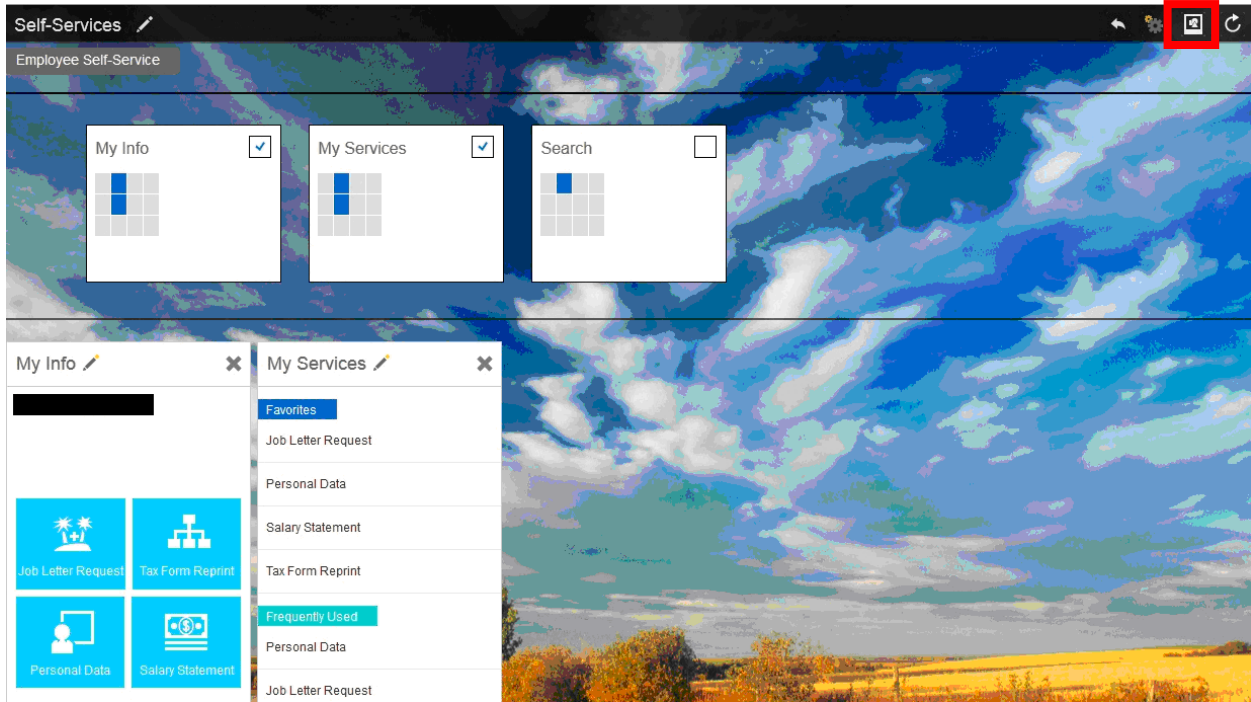 Self-Services
Employee Self-Service
My Info
My Services
Search
My Info
My Services
Favorites
Job Letter Request
Personal Data
Salary Statement
Tax Form Reprint
Frequently Used
Personal Data
Job Letter Request
Job Letter Request
Tax Form Reprint
Personal Data
Salary Statement